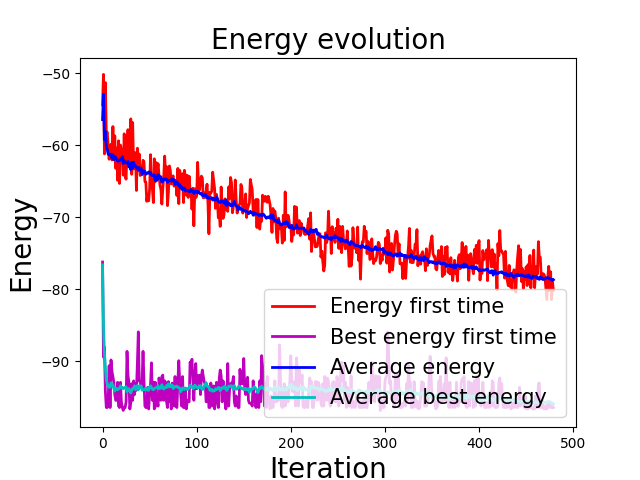 Energy evolution
Energy
−50
−60
−70
−80
−90
Energy first time
Best energy first time
Average energy
Average best energy
0
100
200
300
400
500
Iteration